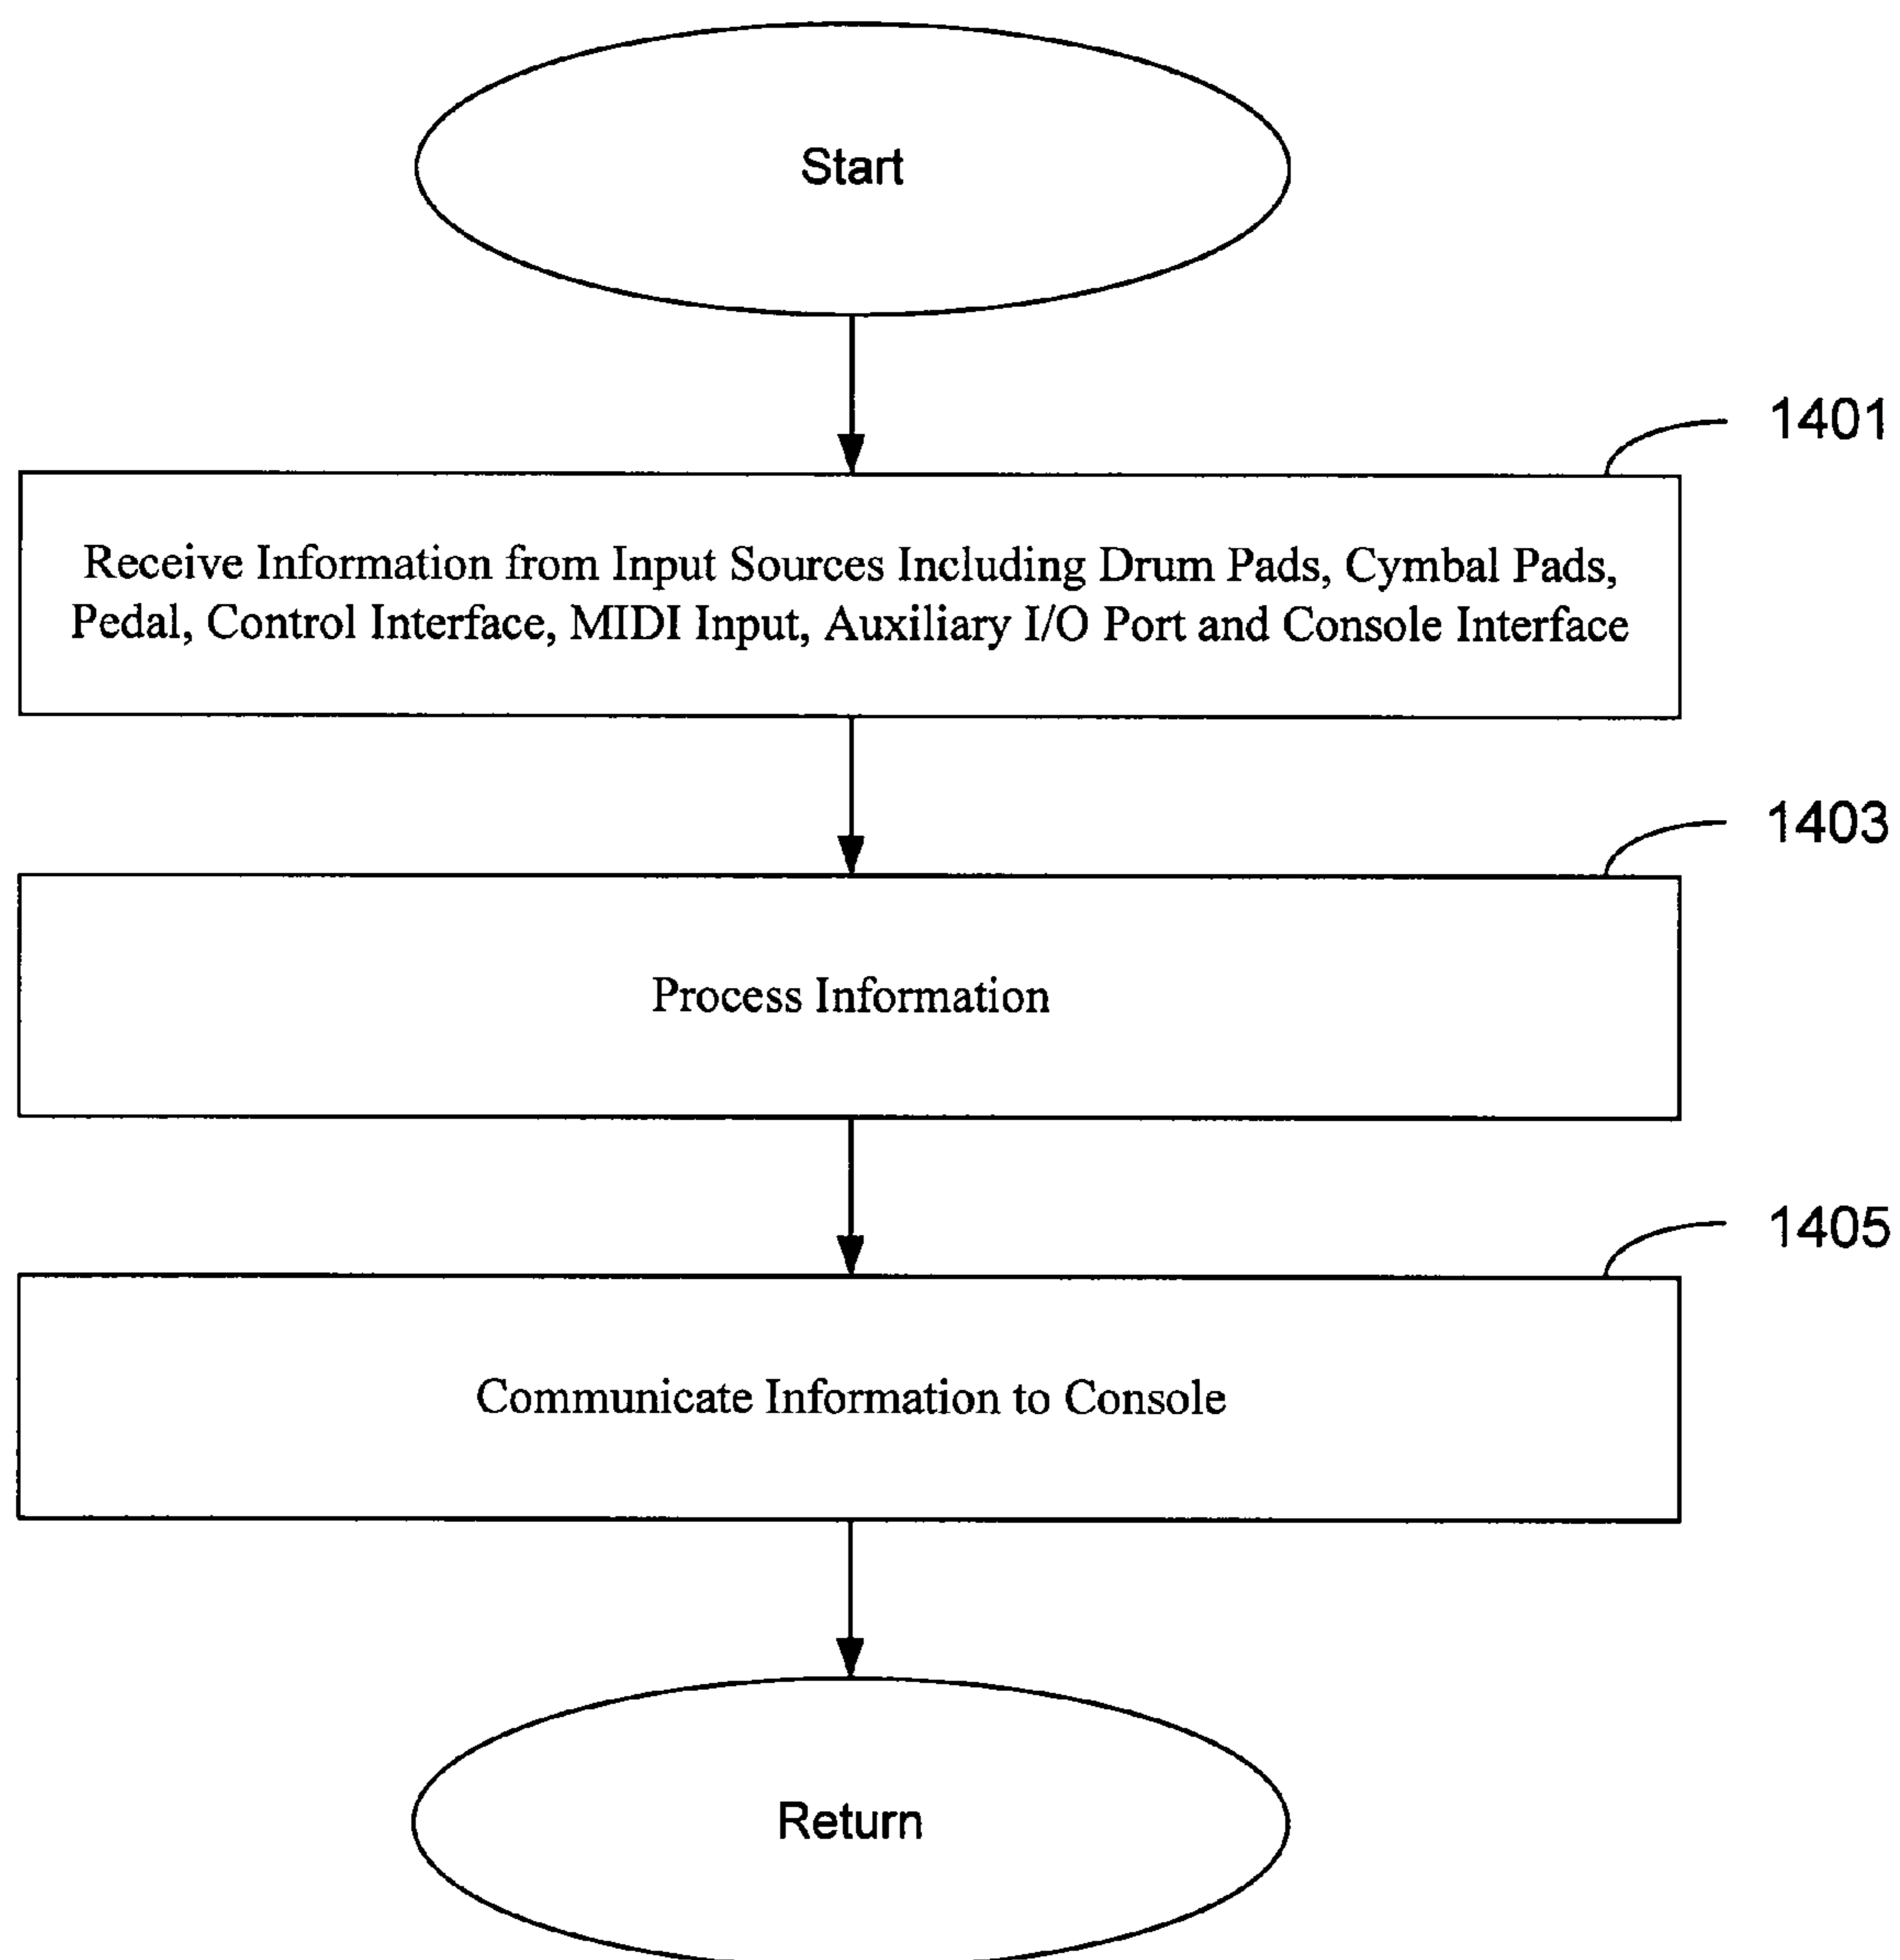 Start
1401
Receive Information from Input Sources Including Drum Pads, Cymbal Pads,
Pedal, Control Interface, MIDI Input, Auxiliary I/O Port and Console Interface
1403
Process Information
1405
Communicate Information to Console
Return